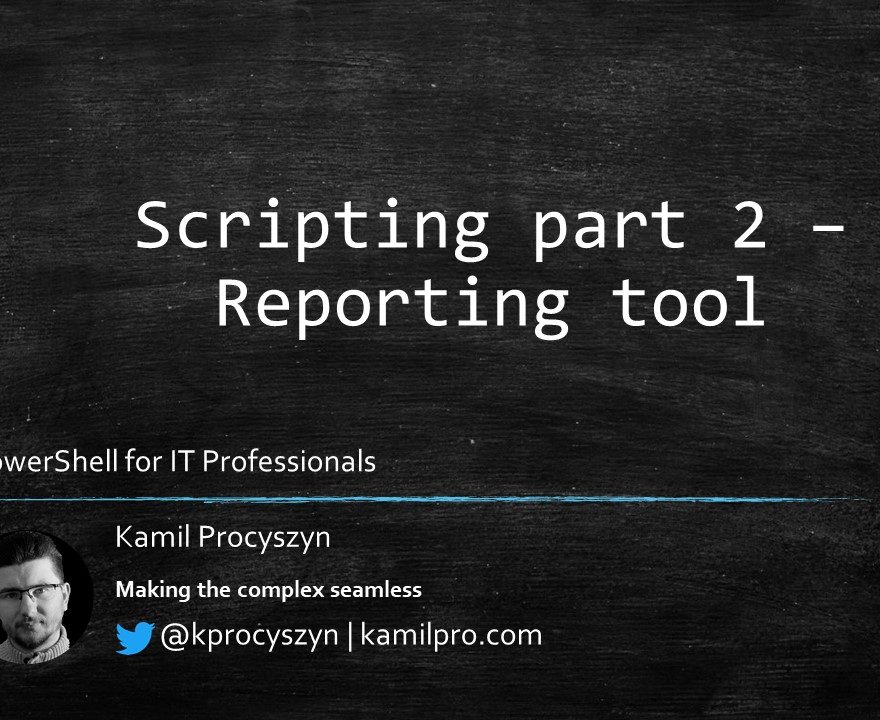 Scripting part 2 –
Reporting tool
owerShell for IT Professionals
Kamil Procyszyn
Making the complex seamless
@kprocyszyn | kamilpro.com